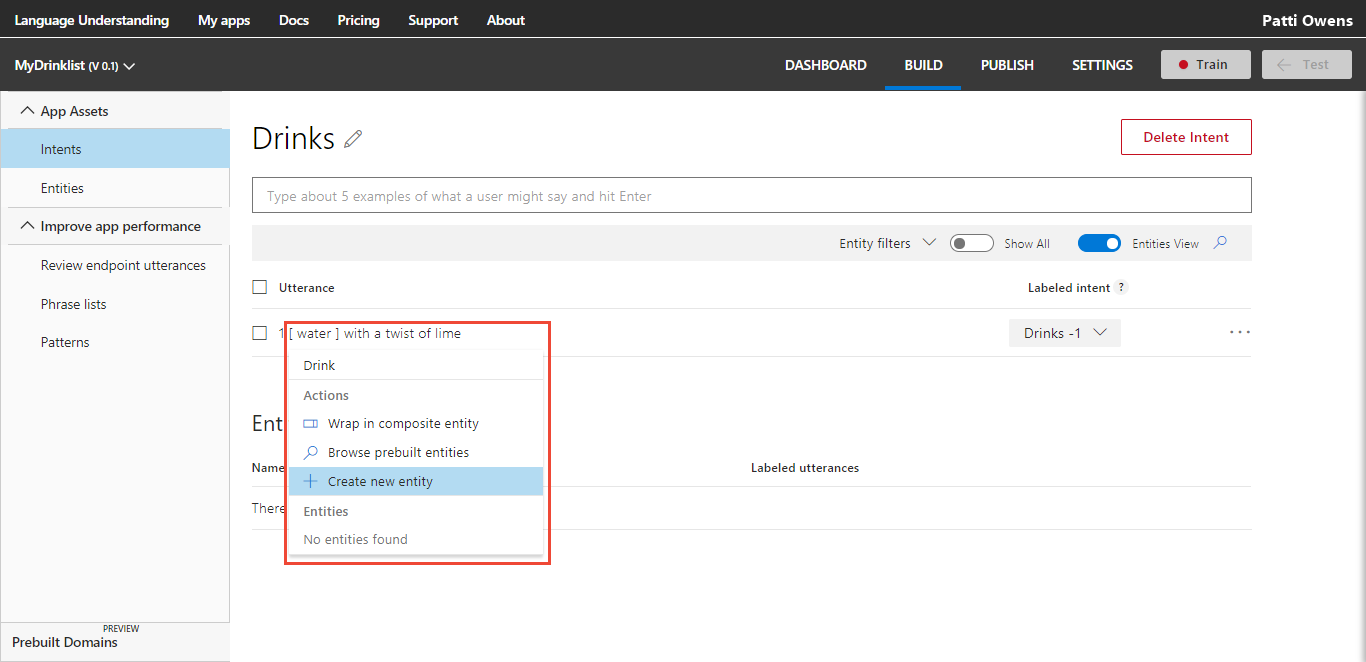 Language Understanding My apps Docs Pricing Support About Patti Owens
MyDrinklist (V 0.1) DASHBOARD BUILD PUBLISH SETTINGS Train Test
App Assets
Intents
Entities
Improve app performance
Review endpoint utterances
Phrase lists
Patterns
PREVIEW
Prebuilt Domains
Drinks
Delete Intent
Type about 5 examples of what a user might say and hit Enter
Entity filters Show All Entities View
Utterance Labeled intent ?
1 [ water ] with a twist of lime Drinks -1 ...
Drink
Actions
Wrap in composite entity
Browse prebuilt entities
Create new entity
Entities
No entities found
Ent
Name Labeled utterances
There